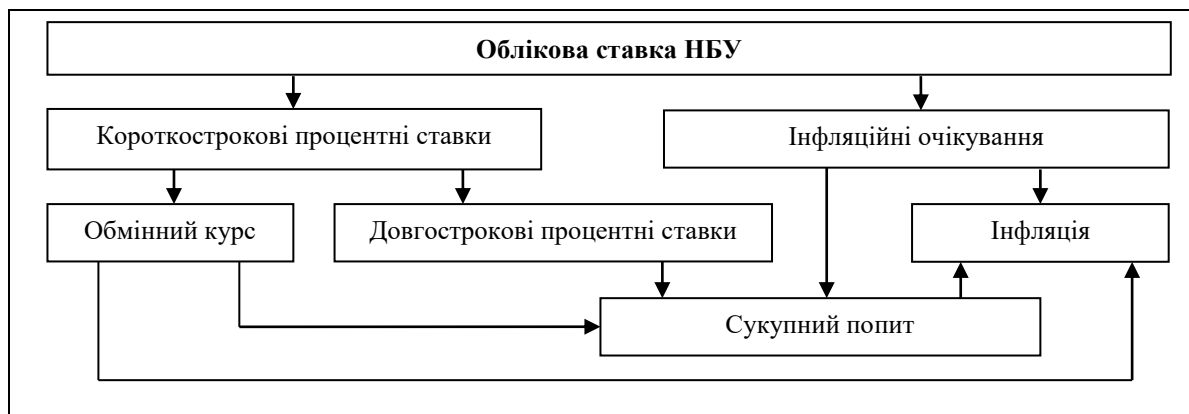 Облікова ставка НБУ
Короткострокові процентні ставки
Інфляційні очікування
Обмінний курс
Довгострокові процентні ставки
Інфляція
Сукупний попит